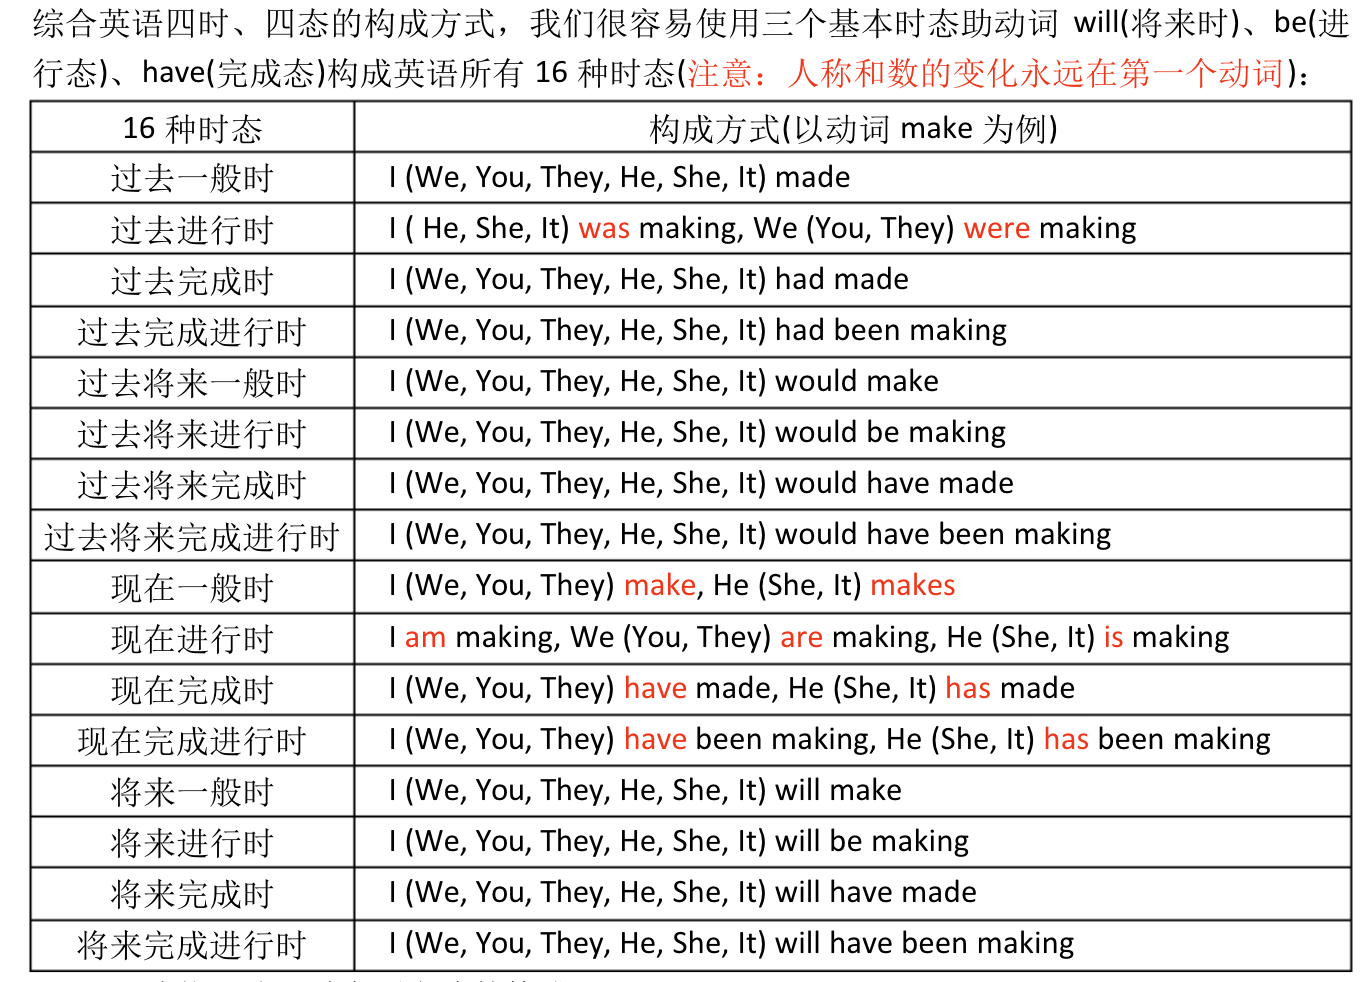 综合英语四时、四态的构成方式，我们很容易使用三个基本时态助动词 will(将来时)、be(进
行态)、have(完成态)构成英语所有 16 种时态(注意：人称和数的变化永远在第一个动词)：
16 种时态 构成方式(以动词 make 为例)
过去一般时 I (We, You, They, He, She, It) made
过去进行时 I ( He, She, It) was making, We (You, They) were making
过去完成时 I (We, You, They, He, She, It) had made
过去完成进行时 I (We, You, They, He, She, It) had been making
过去将来一般时 I (We, You, They, He, She, It) would make
过去将来进行时 I (We, You, They, He, She, It) would be making
过去将来完成时 I (We, You, They, He, She, It) would have made
过去将来完成进行时 I (We, You, They, He, She, It) would have been making
现在一般时 I (We, You, They) make, He (She, It) makes
现在进行时 I am making, We (You, They) are making, He (She, It) is making
现在完成时 I (We, You, They) have made, He (She, It) has made
现在完成进行时 I (We, You, They) have been making, He (She, It) has been making
将来一般时 I (We, You, They, He, She, It) will make
将来进行时 I (We, You, They, He, She, It) will be making
将来完成时 I (We, You, They, He, She, It) will have made
将来完成进行时 I (We, You, They, He, She, It) will have been making